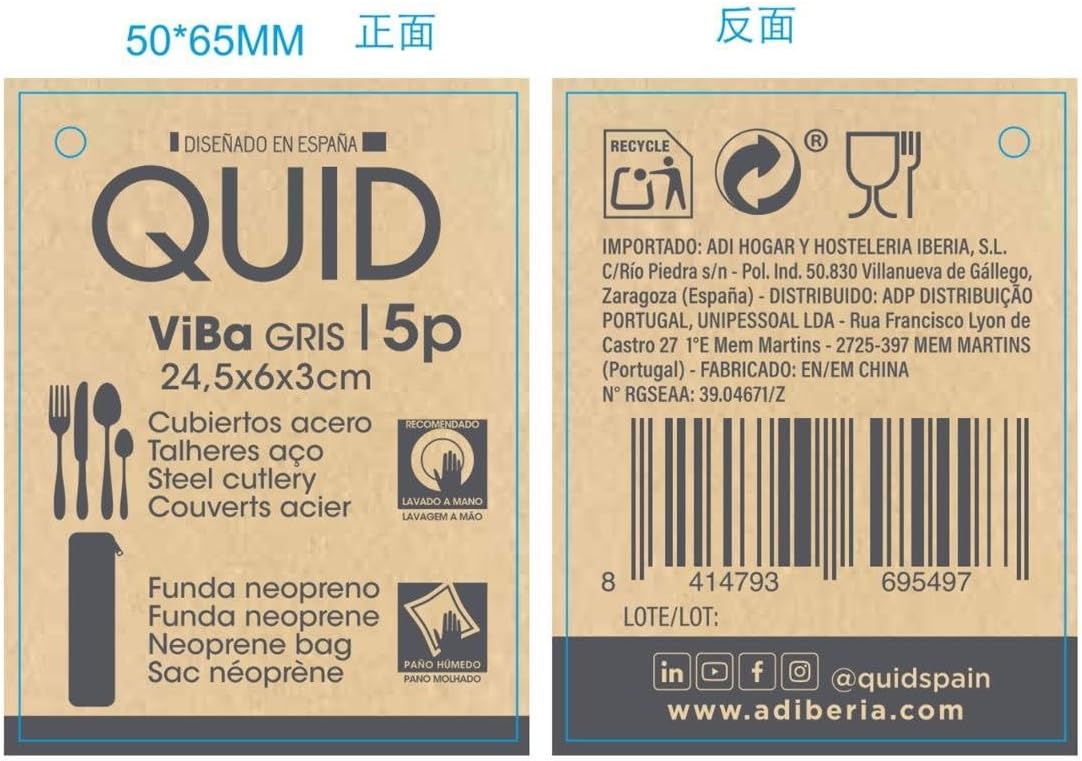 50*65MM 正面
DISEÑADO EN ESPAÑA
QUID
ViBa GRIS | 5p
24,5x6x3cm
Cubiertos acero
Talheres aço
Steel cutlery
Couverts acier
RECOMENDADO
LAVADO A MANO
LAVAGEM A MÃO
Funda neopreno
Funda neoprene
Neoprene bag
Sac néoprène
PAÑO HÚMEDO
PANO MOLHADO
反面
RECYCLE
®
IMPORTADO: ADI HOGAR Y HOSTELERIA IBERIA, S.L.
C/Río Piedra s/n - Pol. Ind. 50.830 Villanueva de Gállego,
Zaragoza (España) - DISTRIBUIDO: ADP DISTRIBUIÇÃO
PORTUGAL, UNIPESSOAL LDA - Rua Francisco Lyon de
Castro 27 1°E Mem Martins - 2725-397 MEM MARTINS
(Portugal) - FABRICADO: EN/EM CHINA
N° RGSEAA: 39.04671/Z
8 414793 695497
LOTE/LOT:
in f @quidspain
www.adiberia.com